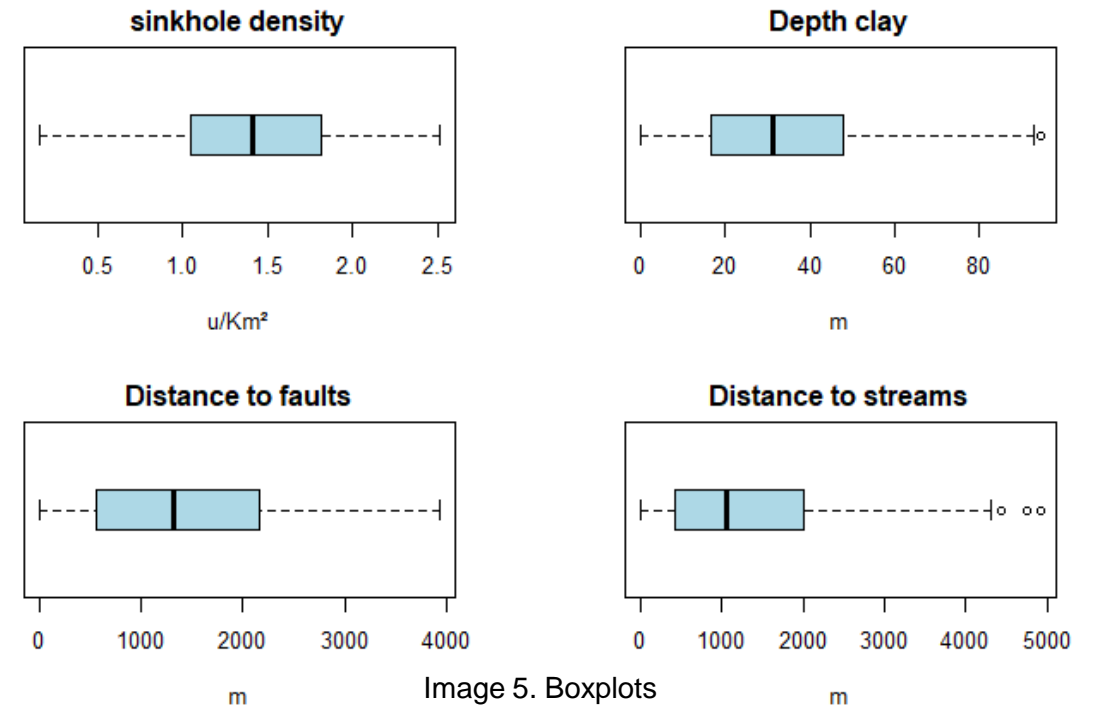 sinkhole density
0.5 1.0 1.5 2.0 2.5
u/Km²
Depth clay
0 20 40 60 80
m
Distance to faults
0 1000 2000 3000 4000
m
Distance to streams
0 1000 2000 3000 4000 5000
m
Image 5. Boxplots